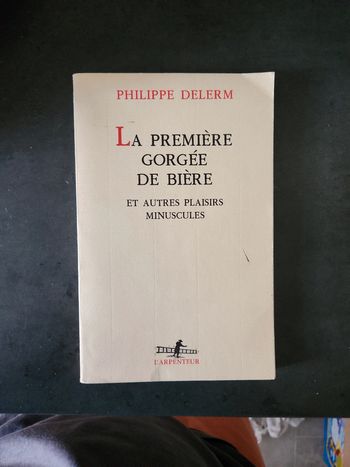 PHILIPPE DELERM
LA PREMIÈRE
GORGÉE
DE BIÈRE
ET AUTRES PLAISIRS
MINUSCULES
L'ARPENTEUR